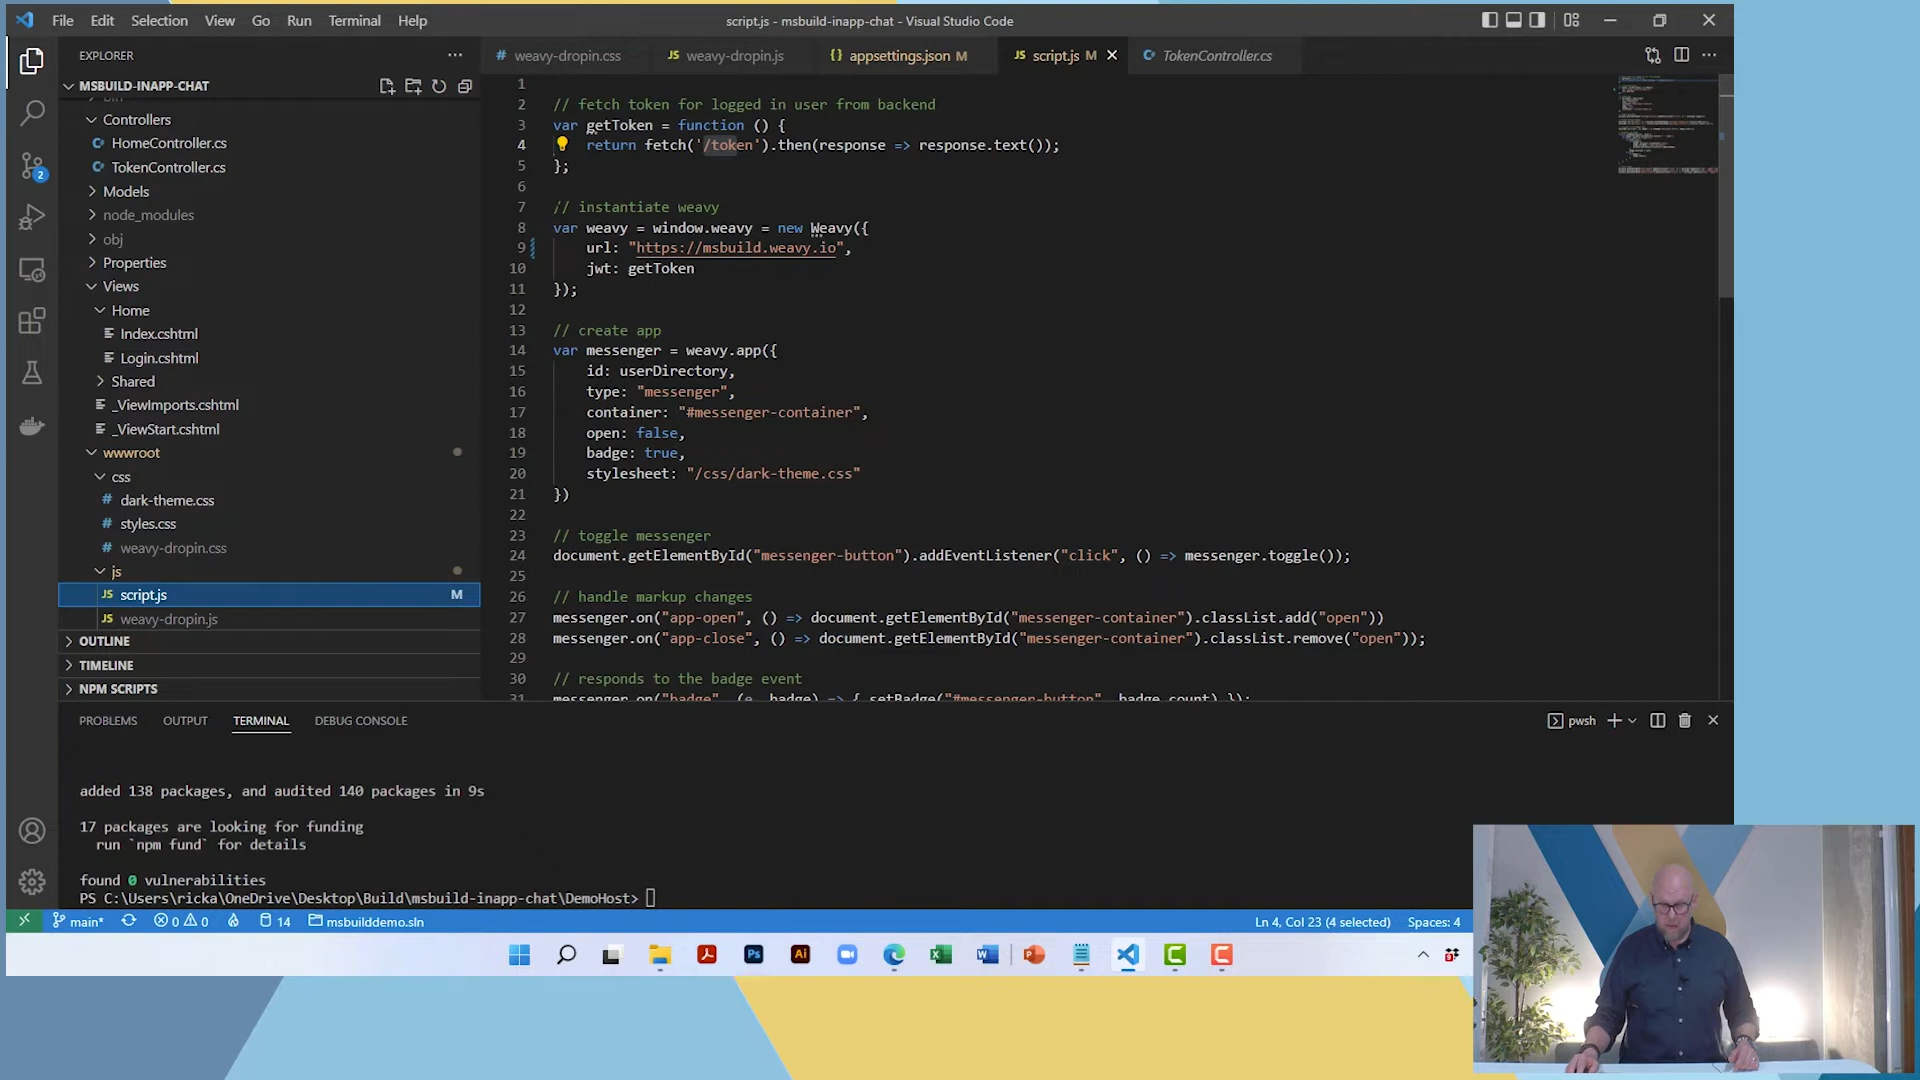 File Edit Selection View Go Run Terminal Help
script.js - msbuild-inapp-chat - Visual Studio Code
EXPLORER
MSBUILD-INAPP-CHAT
Controllers
HomeController.cs
TokenController.cs
Models
node_modules
obj
Properties
Views
Home
Index.cshtml
Login.cshtml
Shared
_ViewImports.cshtml
_ViewStart.cshtml
wwwroot
css
dark-theme.css
styles.css
weavy-dropin.css
js
script.js M
weavy-dropin.js
OUTLINE
TIMELINE
NPM SCRIPTS
2
# weavy-dropin.css JS weavy-dropin.js {} appsettings.json M JS script.js M TokenController.cs
1
2 // fetch token for logged in user from backend
3 var getToken = function () {
4 return fetch('/token').then(response => response.text());
5 };
6
7 // instantiate weavy
8 var weavy = window.weavy = new Weavy({
9 url: "https://msbuild.weavy.io",
10 jwt: getToken
11 });
12
13 // create app
14 var messenger = weavy.app({
15 id: userDirectory,
16 type: "messenger",
17 container: "#messenger-container",
18 open: false,
19 badge: true,
20 stylesheet: "/css/dark-theme.css"
21 })
22
23 // toggle messenger
24 document.getElementById("messenger-button").addEventListener("click", () => messenger.toggle());
25
26 // handle markup changes
27 messenger.on("app-open", () => document.getElementById("messenger-container").classList.add("open"))
28 messenger.on("app-close", () => document.getElementById("messenger-container").classList.remove("open"));
29
30 // responds to the badge event
31 messenger.on("badge", (e, badge) => { setBadge("#messenger-button", badge.count) });
PROBLEMS OUTPUT TERMINAL DEBUG CONSOLE
pwsh
added 138 packages, and audited 140 packages in 9s
17 packages are looking for funding
run `npm fund` for details
found 0 vulnerabilities
PS C:\Users\ricka\OneDrive\Desktop\Build\msbuild-inapp-chat\DemoHost>
main* 0 0 14 msbuilddemo.sln
Ln 4, Col 23 (4 selected) Spaces: 4